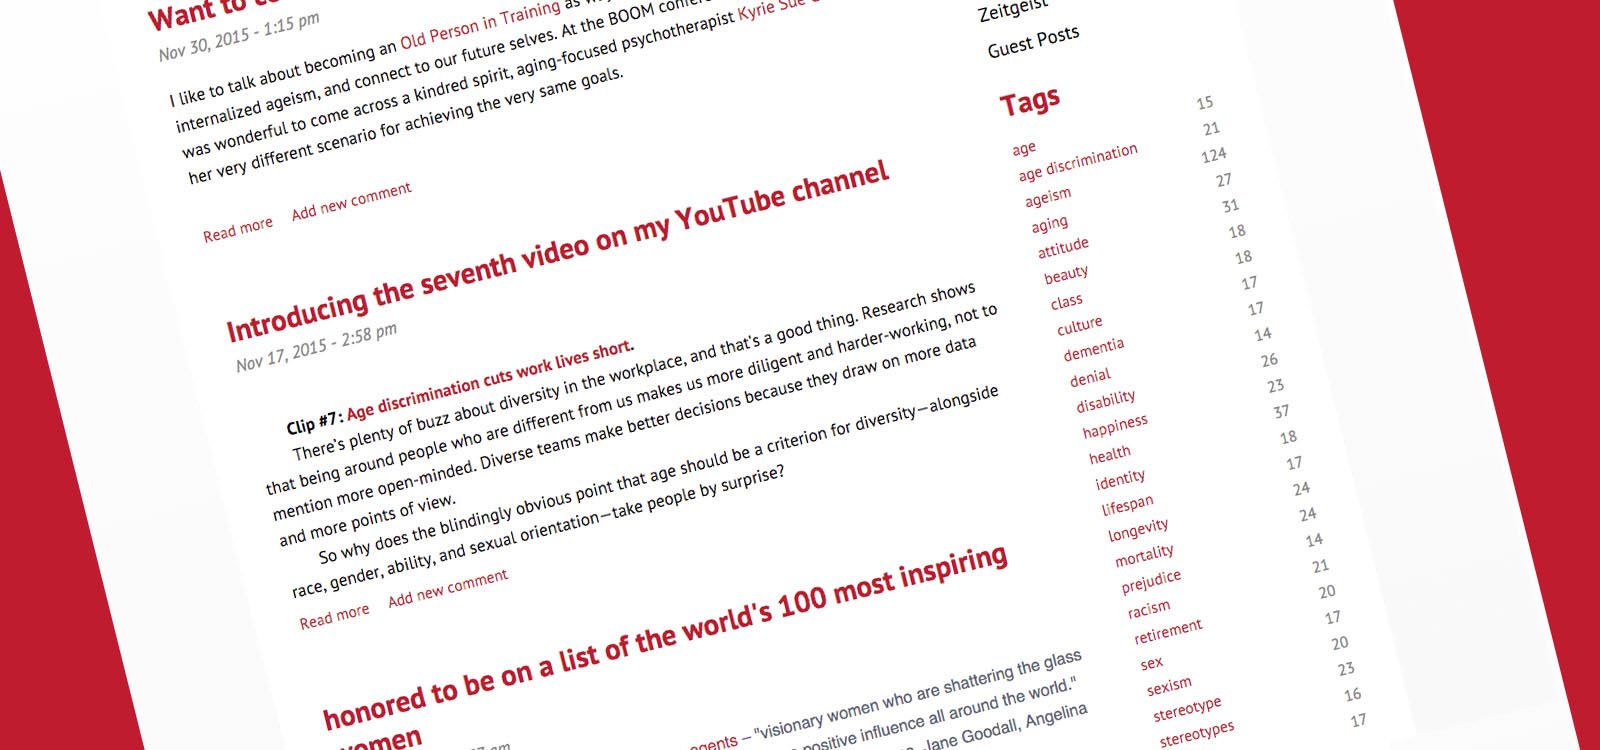 Want to
Nov 30, 2015 - 1:15 pm
I like to talk about becoming an Old Person in Training as
internalized ageism, and connect to our future selves. At the BOOM
was wonderful to come across a kindred spirit, aging-focused psychotherapist Kyrie Sue
her very different scenario for achieving the very same goals.
Read more Add new comment
Introducing the seventh video on my YouTube channel
Nov 17, 2015 - 2:58 pm
Clip #7: Age discrimination cuts work lives short.
There's plenty of buzz about diversity in the workplace, and that's a good thing. Research shows
that being around people who are different from us makes us more diligent and harder-working, not to
mention more open-minded. Diverse teams make better decisions because they draw on more data
and more points of view.
So why does the blindingly obvious point that age should be a criterion for diversity—alongside
race, gender, ability, and sexual orientation—take people by surprise?
Read more Add new comment
honored to be on a list of the world's 100 most inspiring
women
am
agents – "visionary women who are shattering the glass
positive influence all around the world."
Jane Goodall, Angelina
Zeitgeist
Guest Posts
Tags
age 15
age discrimination 21
ageism 124
aging 27
attitude 31
beauty 18
class 18
culture 17
dementia 17
denial 14
disability 26
happiness 23
health 37
identity 18
lifespan 17
longevity 24
mortality 24
prejudice 14
racism 21
retirement 20
sex 17
sexism 20
stereotype 23
stereotypes 16
17